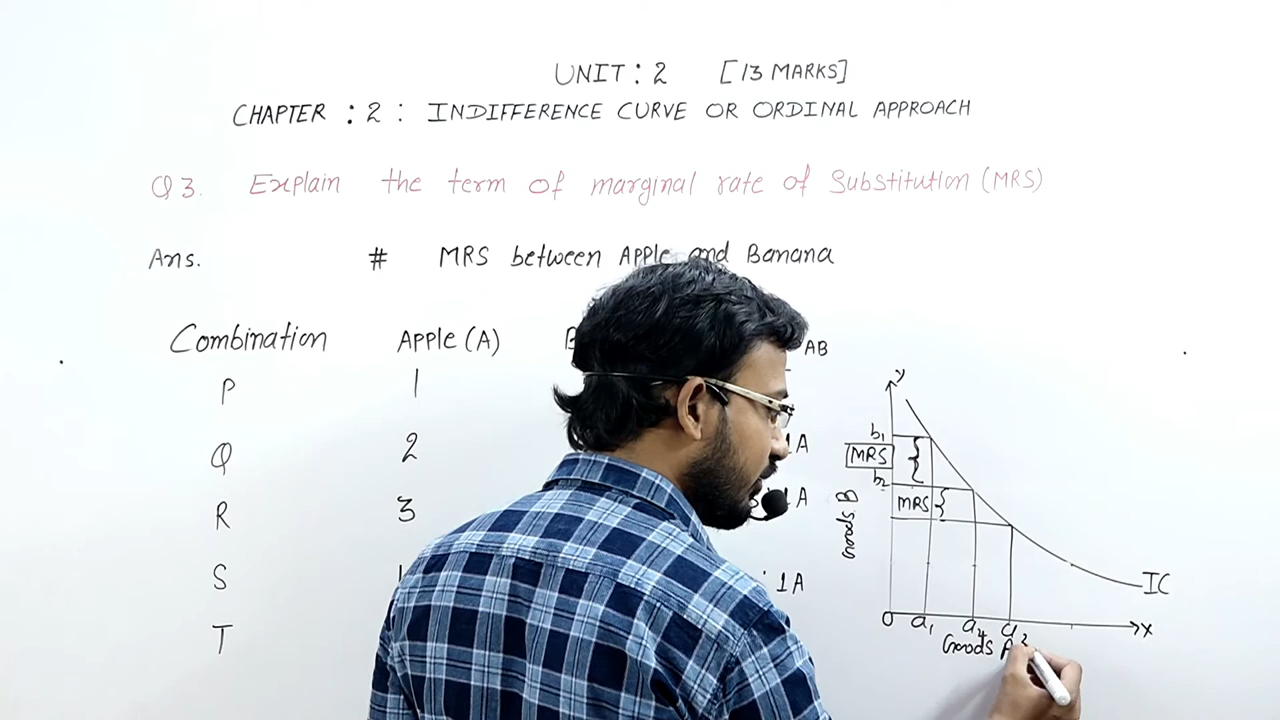 UNIT : 2 [13 MARKS]
CHAPTER : 2 : INDIFFERENCE CURVE OR ORDINAL APPROACH
Q 3. Explain the term of marginal rate of Substitution (MRS)
Ans. # MRS between Apple and Banana
Combination Apple (A) AB
P 1
Q 2 1A
R 3 1A
S : 1A
T
y
b1
MRS
b2
MRS
Goods B
IC
O a1 a2 a3 x
Goods A